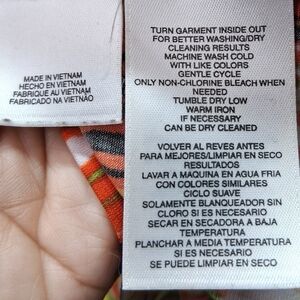 MADE IN VIETNAM
HECHO EN VIETNAM
FABRIQUE AU VIETNAM
FABRICADO NA VIETNÃO
TURN GARMENT INSIDE OUT
FOR BETTER WASHING/DRY
CLEANING RESULTS
MACHINE WASH COLD
WITH LIKE COLORS
GENTLE CYCLE
ONLY NON-CHLORINE BLEACH WHEN
NEEDED
TUMBLE DRY LOW
WARM IRON
IF NECESSARY
CAN BE DRY CLEANED
VOLVER AL REVES ANTES
PARA MEJORES/LIMPIAR EN SECO
RESULTADOS
LAVAR A MAQUINA EN AGUA FRIA
CON COLORES SIMILARES
CICLO SUAVE
SOLAMENTE BLANQUEADOR SIN
CLORO SI ES NECESARIO
SECAR EN SECADORA A BAJA
TEMPERATURA
PLANCHAR A MEDIA TEMPERATURA
SI ES NECESARIO
SE PUEDE LIMPIAR EN SECO